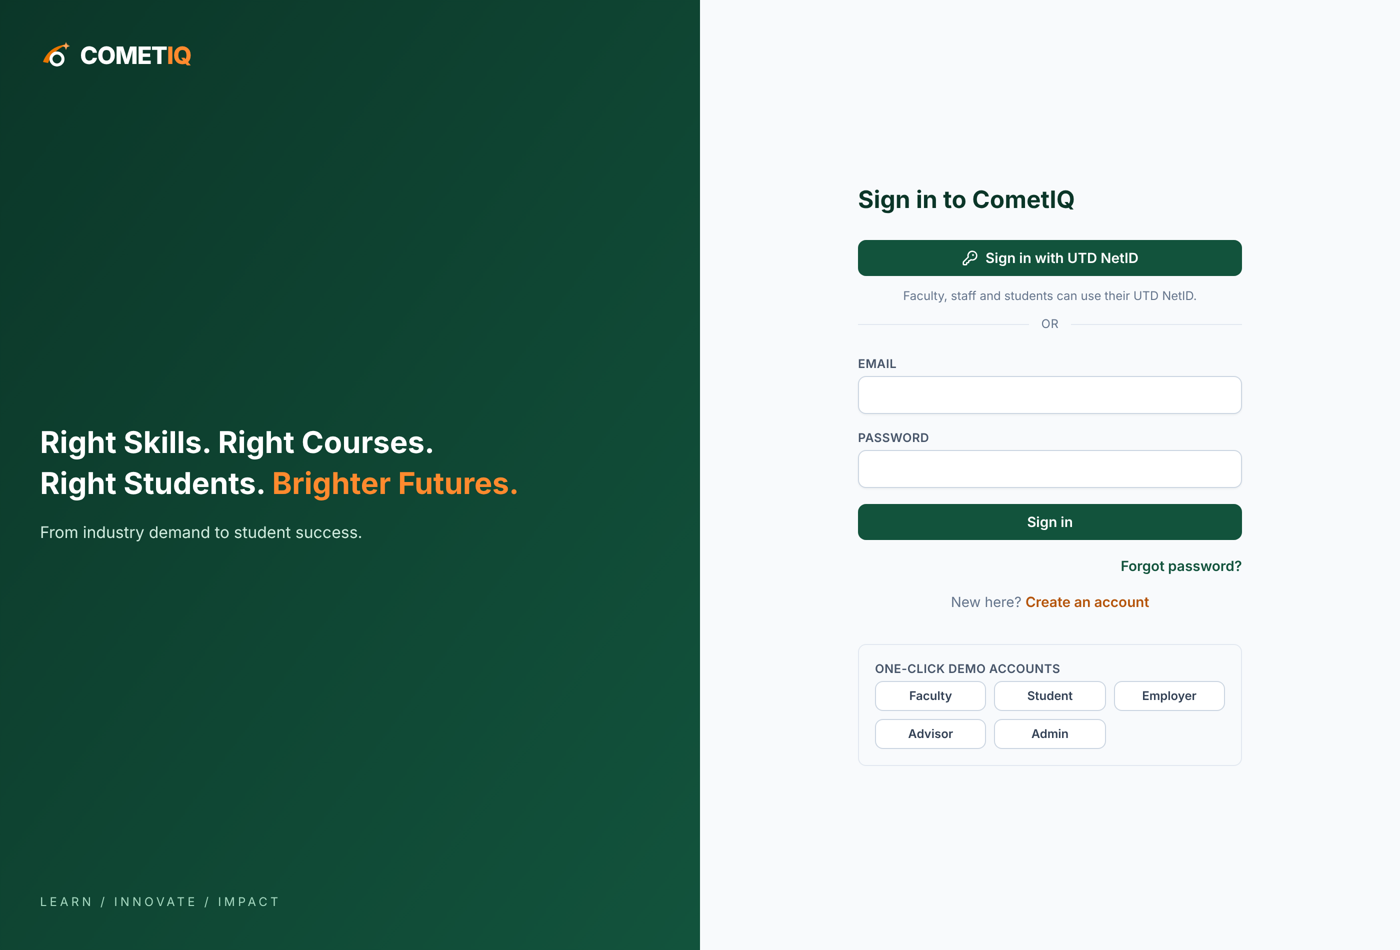 COMETIQ
Right Skills. Right Courses.
Right Students. Brighter Futures.
From industry demand to student success.
LEARN / INNOVATE / IMPACT
Sign in to CometIQ
Sign in with UTD NetID
Faculty, staff and students can use their UTD NetID.
OR
EMAIL
PASSWORD
Sign in
Forgot password?
New here? Create an account
ONE-CLICK DEMO ACCOUNTS
Faculty Student Employer
Advisor Admin